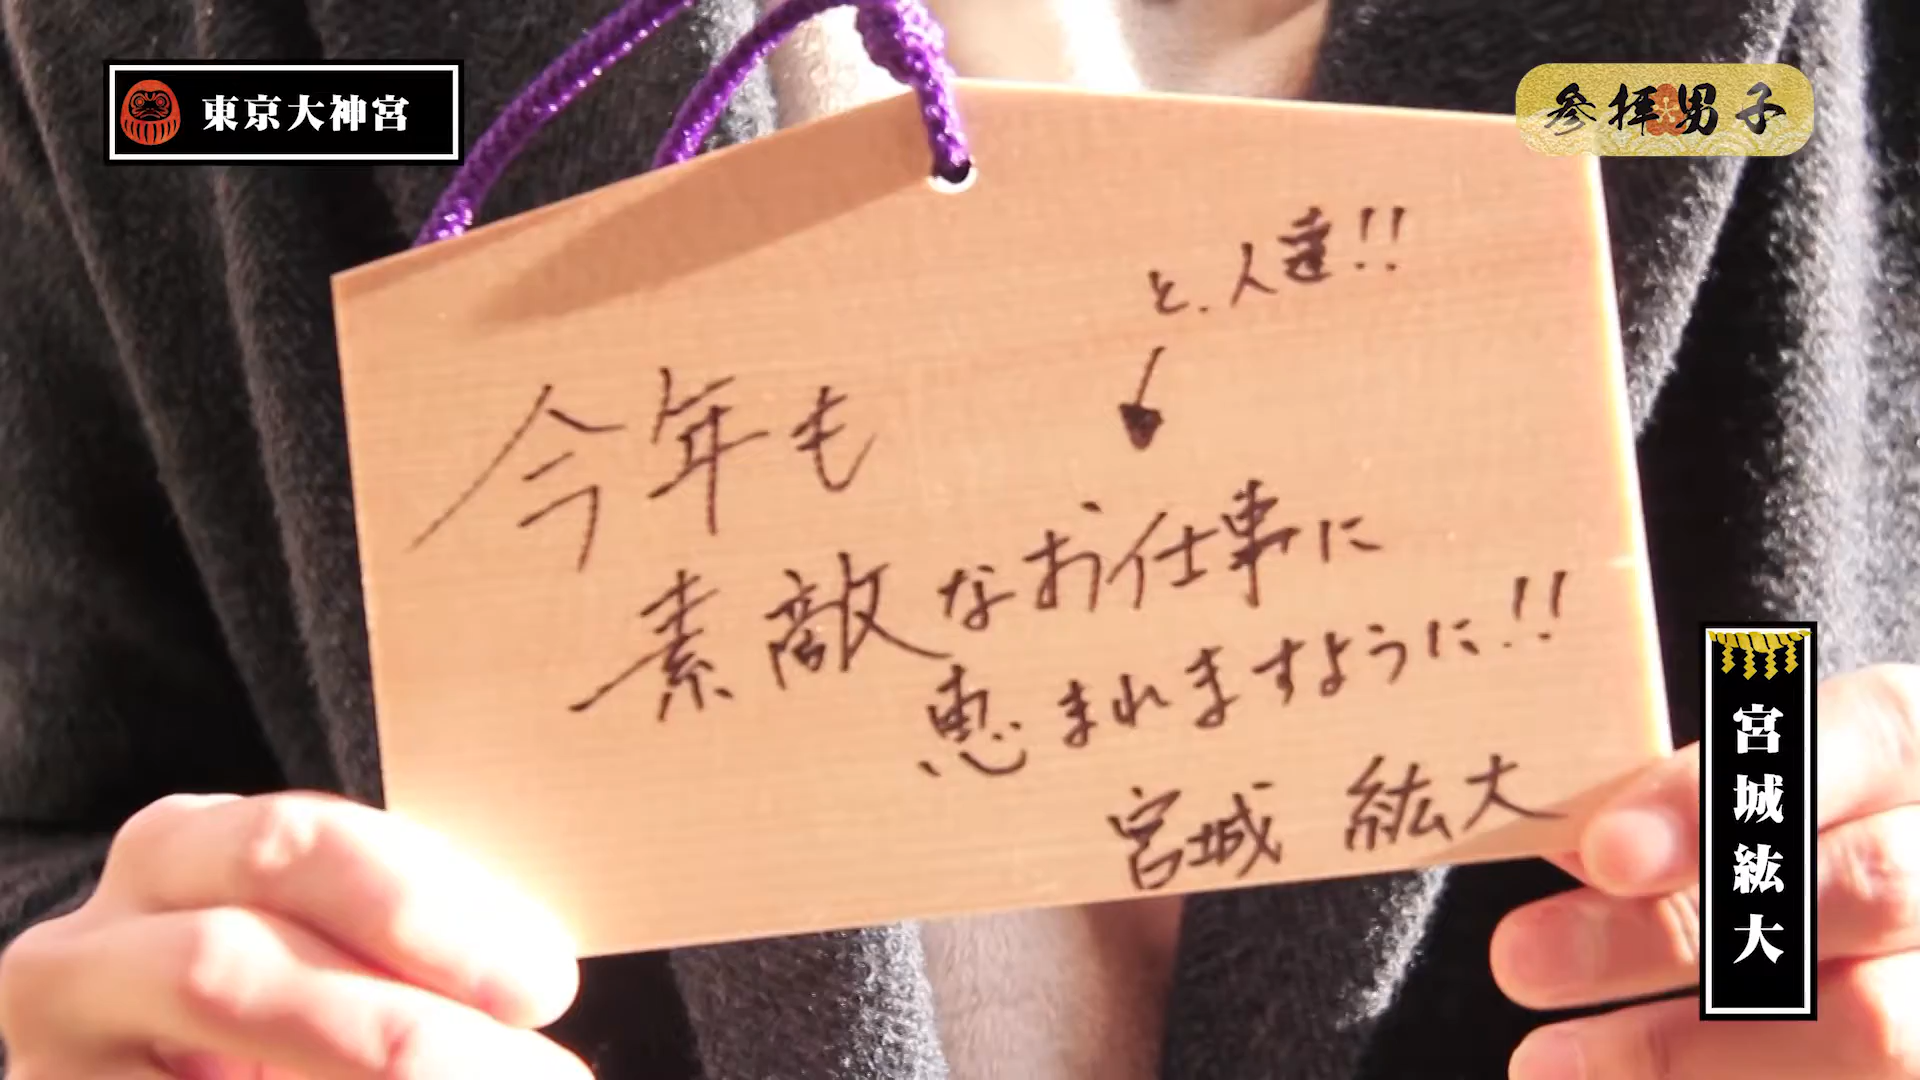 東京大神宮
参拝男子
と、人達!!
今年も
素敵なお仕事に
恵まれますように!!
宮城 紘大
宮城紘大